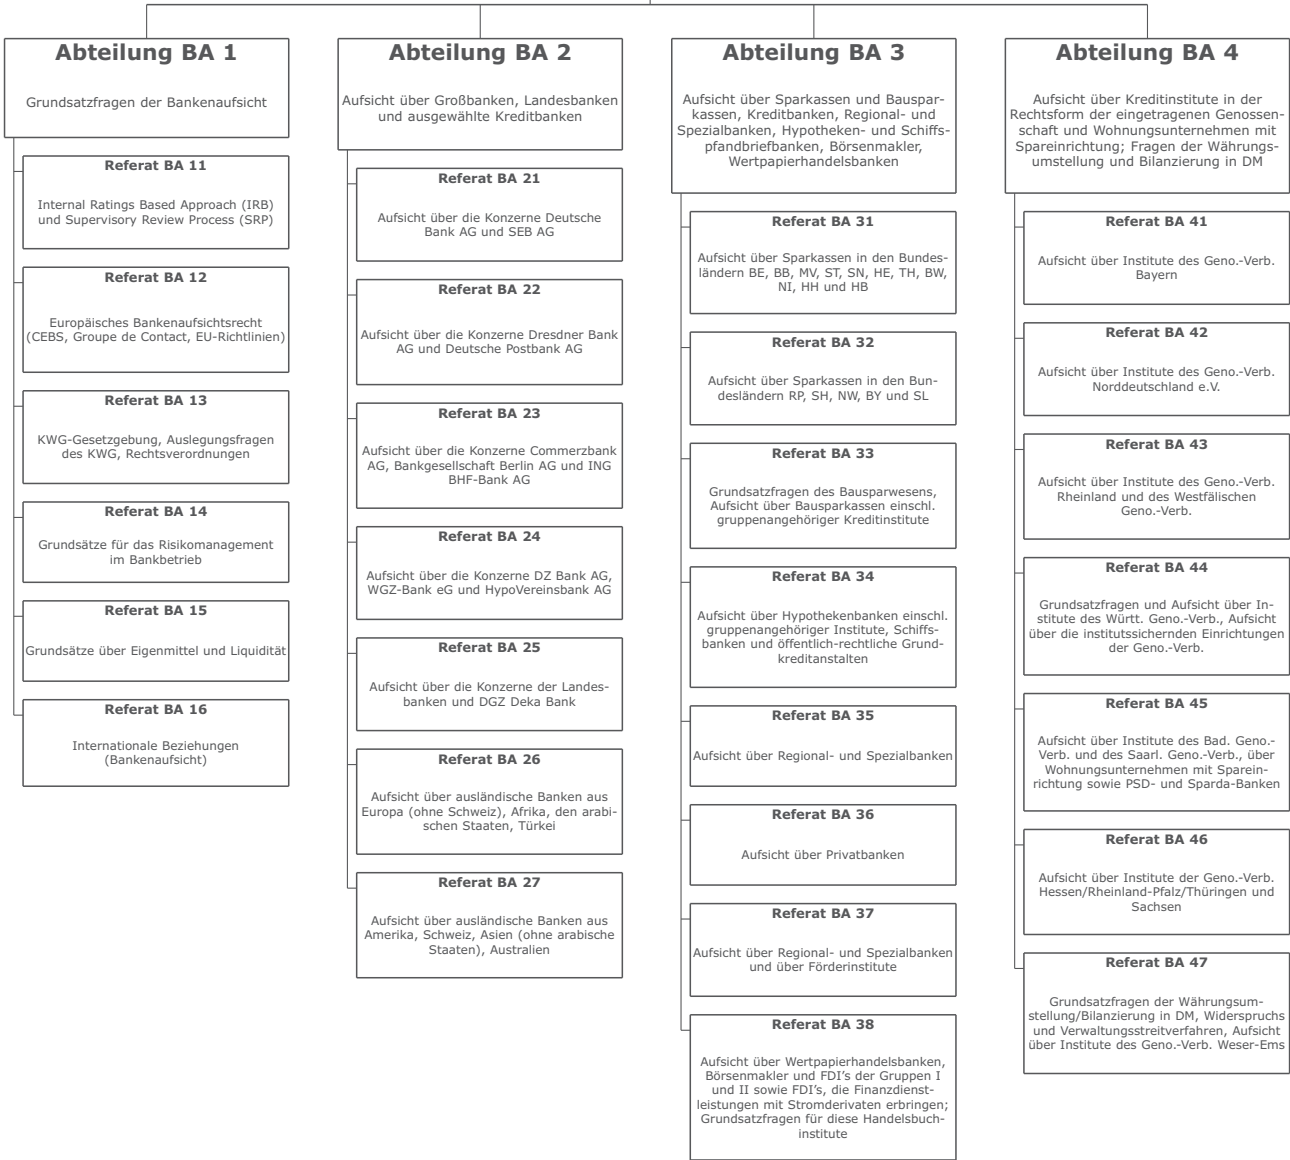 Abteilung BA 1
Grundsatzfragen der Bankenaufsicht
Referat BA 11
Internal Ratings Based Approach (IRB)
und Supervisory Review Process (SRP)
Referat BA 12
Europäisches Bankenaufsichtsrecht
(CEBS, Groupe de Contact, EU-Richtlinien)
Referat BA 13
KWG-Gesetzgebung, Auslegungsfragen
des KWG, Rechtsverordnungen
Referat BA 14
Grundsätze für das Risikomanagement
im Bankbetrieb
Referat BA 15
Grundsätze über Eigenmittel und Liquidität
Referat BA 16
Internationale Beziehungen
(Bankenaufsicht)
Abteilung BA 2
Aufsicht über Großbanken, Landesbanken
und ausgewählte Kreditbanken
Referat BA 21
Aufsicht über die Konzerne Deutsche
Bank AG und SEB AG
Referat BA 22
Aufsicht über die Konzerne Dresdner Bank
AG und Deutsche Postbank AG
Referat BA 23
Aufsicht über die Konzerne Commerzbank
AG, Bankgesellschaft Berlin AG und ING
BHF-Bank AG
Referat BA 24
Aufsicht über die Konzerne DZ Bank AG,
WGZ-Bank eG und HypoVereinsbank AG
Referat BA 25
Aufsicht über die Konzerne der Landes-
banken und DGZ Deka Bank
Referat BA 26
Aufsicht über ausländische Banken aus
Europa (ohne Schweiz), Afrika, den arabi-
schen Staaten, Türkei
Referat BA 27
Aufsicht über ausländische Banken aus
Amerika, Schweiz, Asien (ohne arabische
Staaten), Australien
Abteilung BA 3
Aufsicht über Sparkassen und Bauspar-
kassen, Kreditbanken, Regional- und
Spezialbanken, Hypotheken- und Schiffs-
pfandbriefbanken, Börsenmakler,
Wertpapierhandelsbanken
Referat BA 31
Aufsicht über Sparkassen in den Bundes-
ländern BE, BB, MV, ST, SN, HE, TH, BW,
NI, HH und HB
Referat BA 32
Aufsicht über Sparkassen in den Bun-
desländern RP, SH, NW, BY und SL
Referat BA 33
Grundsatzfragen des Bausparwesens,
Aufsicht über Bausparkassen einschl.
gruppenangehöriger Kreditinstitute
Referat BA 34
Aufsicht über Hypothekenbanken einschl.
gruppenangehöriger Institute, Schiffs-
banken und öffentlich-rechtliche Grund-
kreditanstalten
Referat BA 35
Aufsicht über Regional- und Spezialbanken
Referat BA 36
Aufsicht über Privatbanken
Referat BA 37
Aufsicht über Regional- und Spezialbanken
und über Förderinstitute
Referat BA 38
Aufsicht über Wertpapierhandelsbanken,
Börsenmakler und FDI's der Gruppen I
und II sowie FDI's, die Finanzdienst-
leistungen mit Stromderivaten erbringen;
Grundsatzfragen für diese Handelsbuch-
institute
Abteilung BA 4
Aufsicht über Kreditinstitute in der
Rechtsform der eingetragenen Genossen-
schaft und Wohnungsunternehmen mit
Spareinrichtung; Fragen der Währungs-
umstellung und Bilanzierung in DM
Referat BA 41
Aufsicht über Institute des Geno.-Verb.
Bayern
Referat BA 42
Aufsicht über Institute des Geno.-Verb.
Norddeutschland e.V.
Referat BA 43
Aufsicht über Institute des Geno.-Verb.
Rheinland und des Westfälischen
Geno.-Verb.
Referat BA 44
Grundsatzfragen und Aufsicht über In-
stitute des Württ. Geno.-Verb., Aufsicht
über die institutssichernden Einrichtungen
der Geno.-Verb.
Referat BA 45
Aufsicht über Institute des Bad. Geno.-
Verb. und des Saarl. Geno.-Verb., über
Wohnungsunternehmen mit Sparein-
richtung sowie PSD- und Sparda-Banken
Referat BA 46
Aufsicht über Institute der Geno.-Verb.
Hessen/Rheinland-Pfalz/Thüringen und
Sachsen
Referat BA 47
Grundsatzfragen der Währungsum-
stellung/Bilanzierung in DM, Widerspruchs
und Verwaltungsstreitverfahren, Aufsicht
über Institute des Geno.-Verb. Weser-Ems